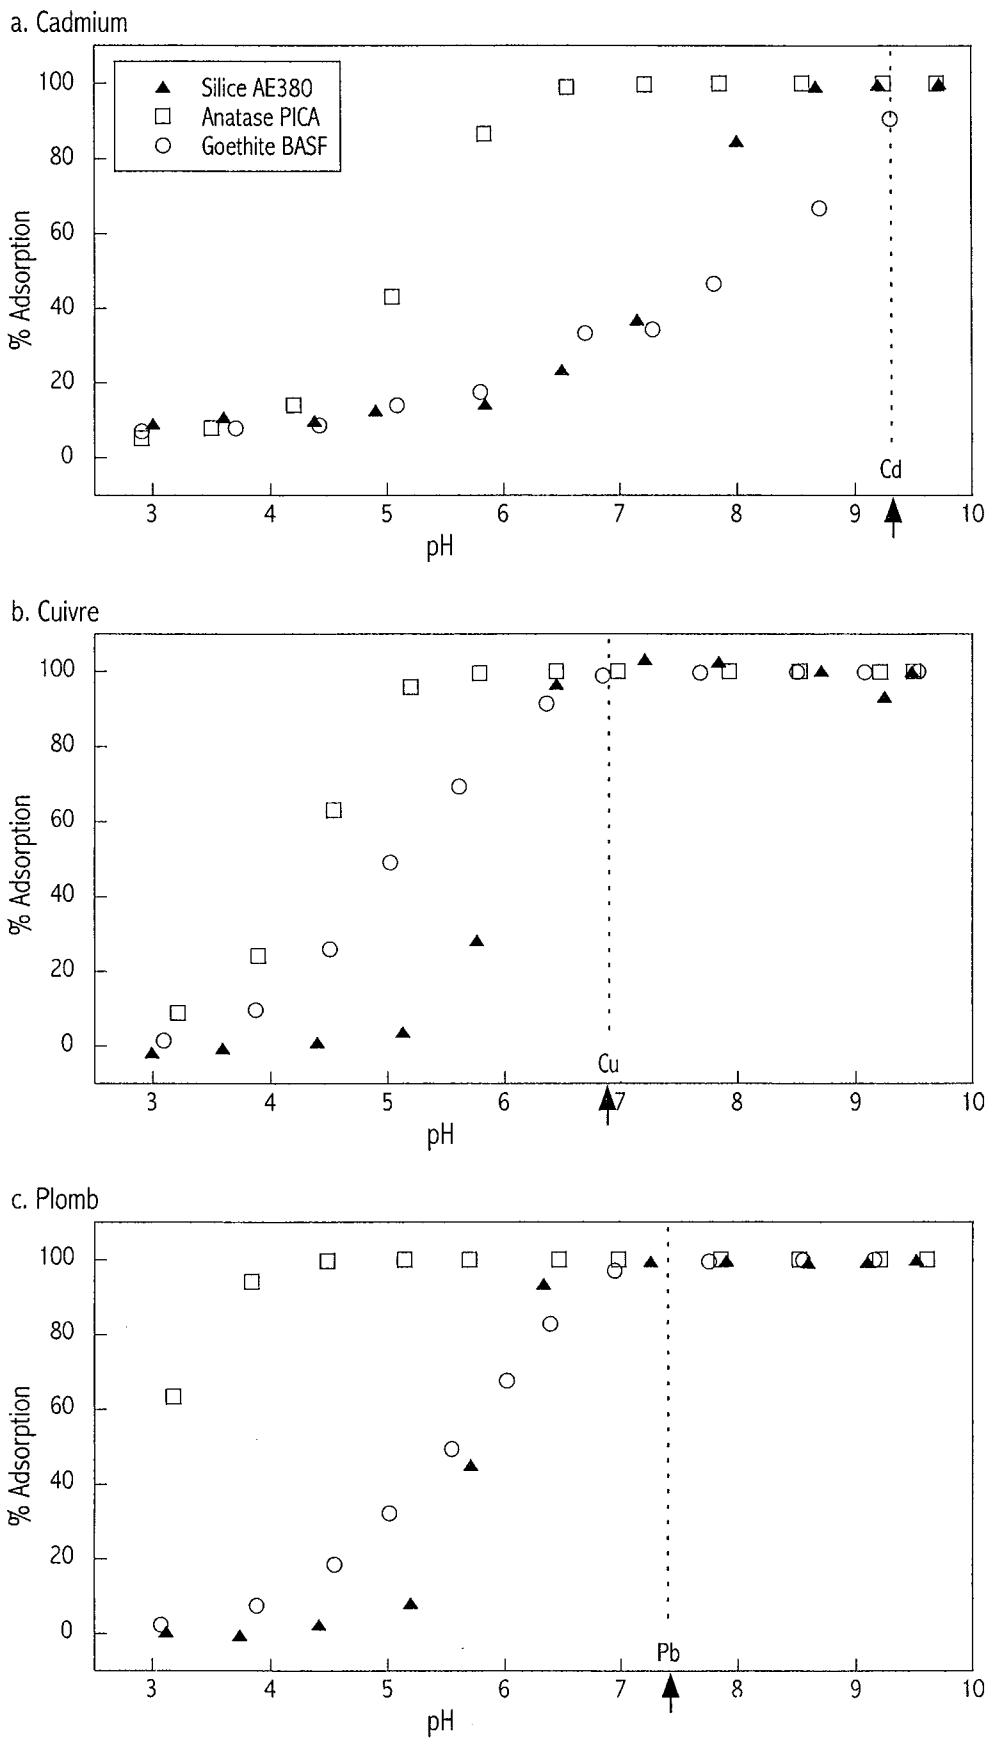 a. Cadmium
100
80
60
40
20
0
% Adsorption
Silice AE380
Anatase PICA
Goethite BASF
Cd
3 4 5 6 7 8 9 10
pH
b. Cuivre
100
80
60
40
20
0
% Adsorption
Cu
3 4 5 6 7 8 9 10
pH
c. Plomb
100
80
60
40
20
0
% Adsorption
Pb
3 4 5 6 7 8 9 10
pH